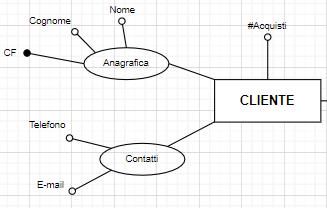 Nome
Cognome
#Acquisti
CF
Anagrafica
CLIENTE
Telefono
Contatti
E-mail